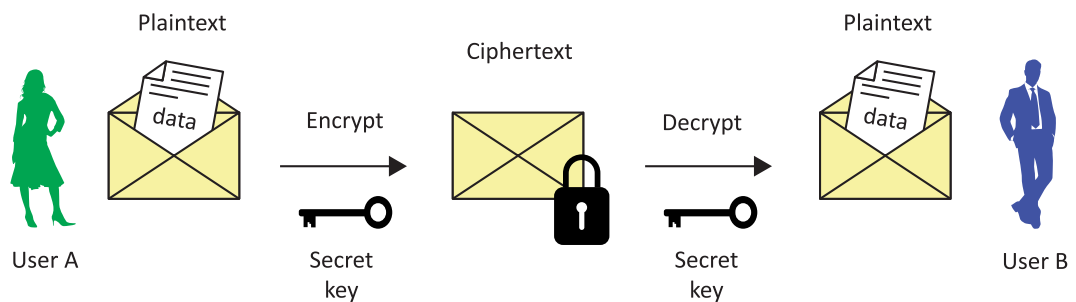 Plaintext
data
User A
Encrypt
Secret
key
Ciphertext
Decrypt
Secret
key
Plaintext
data
User B